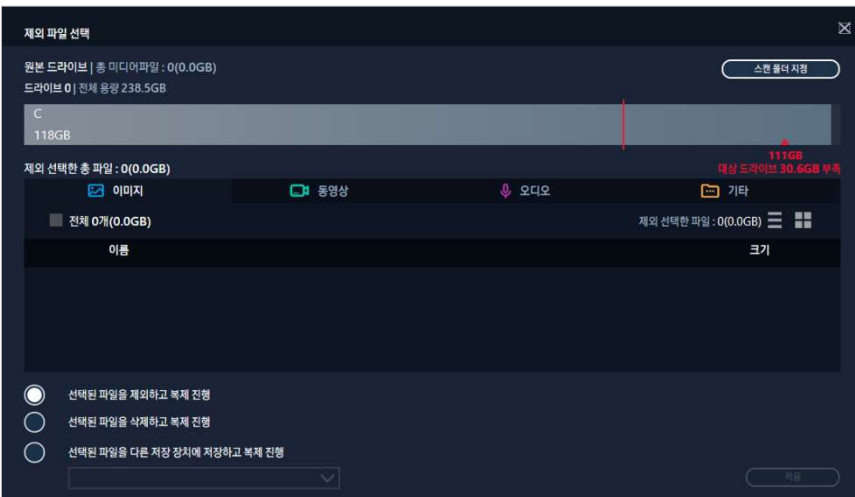 제외 파일 선택
원본 드라이브 | 총 미디어파일 : 0(0.0GB)
스캔 폴더 지정
드라이브 0 | 전체 용량 238.5GB
C
118GB
111GB
제외 선택한 총 파일 : 0(0.0GB)
대상 드라이브 30.6GB 부족
이미지
동영상
오디오
기타
전체 0개(0.0GB)
제외 선택한 파일 : 0(0.0GB)
이름
크기
선택된 파일을 제외하고 복제 진행
선택된 파일을 삭제하고 복제 진행
선택된 파일을 다른 저장 장치에 저장하고 복제 진행
적용